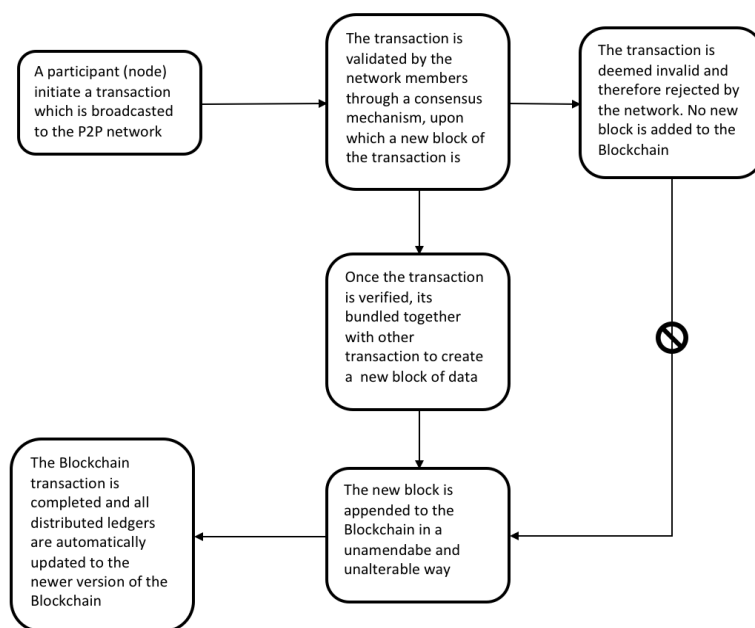 A participant (node)
initiate a transaction
which is broadcasted
to the P2P network
The transaction is
validated by the
network members
through a consensus
mechanism, upon
which a new block of
the transaction is
The transaction is
deemed invalid and
therefore rejected by
the network. No new
block is added to the
Blockchain
Once the transaction
is verified, its
bundled together
with other
transaction to create
a  new block of data
The new block is
appended to the
Blockchain in a
unamendabe and
unalterable way
The Blockchain
transaction is
completed and all
distributed ledgers
are automatically
updated to the
newer version of the
Blockchain